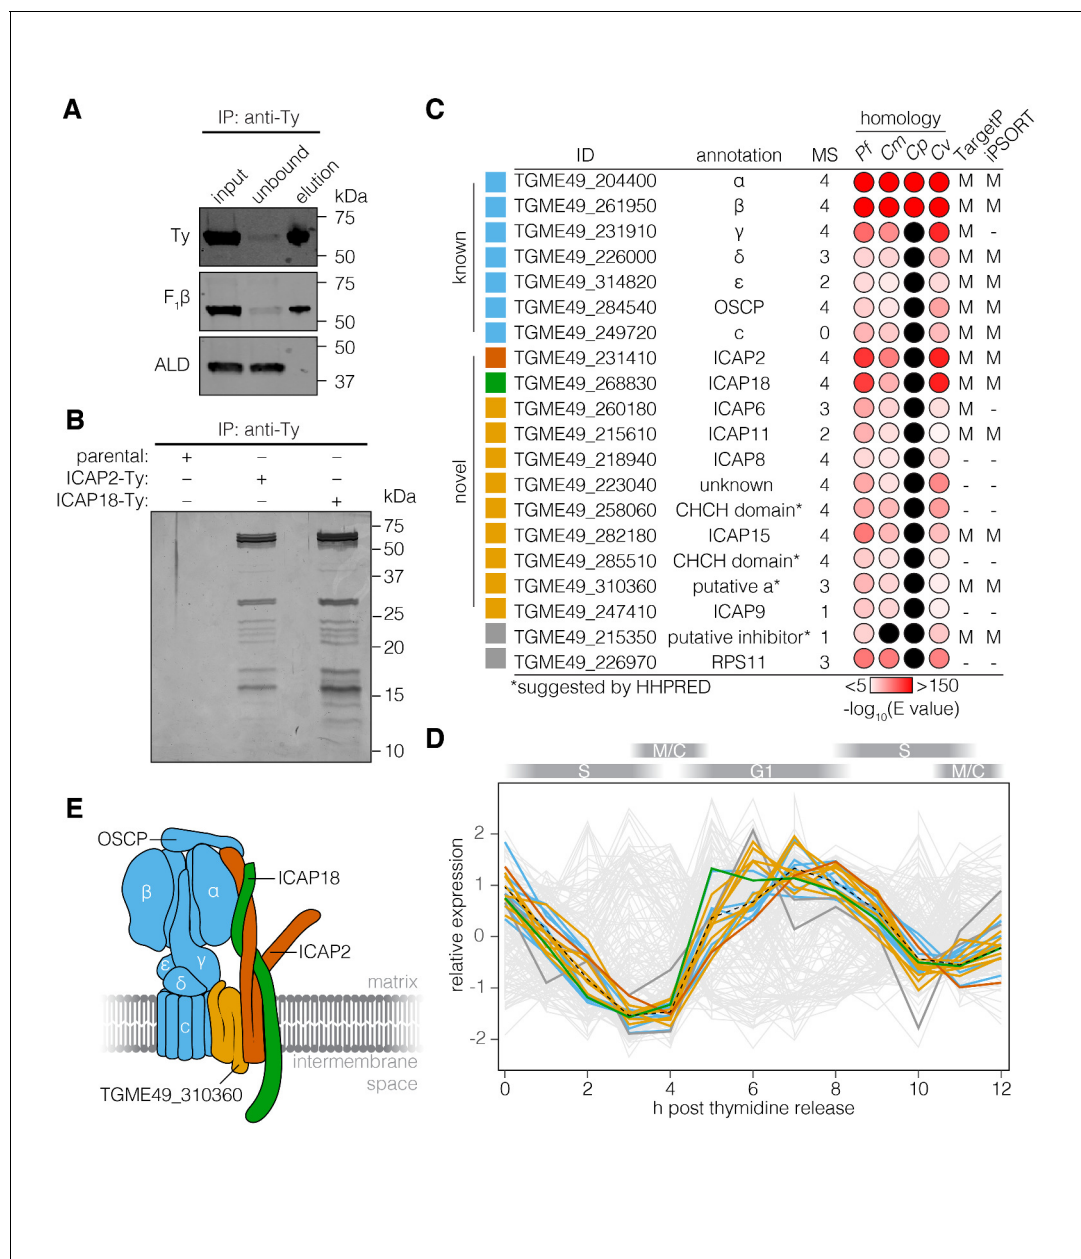 A
IP: anti-Ty
input unbound elution
kDa
Ty
75
50
F₁β
75
50
ALD
50
37
B
IP: anti-Ty
parental: + – –
ICAP2-Ty: – + –
ICAP18-Ty: – – +
kDa
75
50
37
25
20
15
10
C
homology
ID annotation MS Pf Cm Cp Cv TargetP iPSORT
known
TGME49_204400 α 4 M M
TGME49_261950 β 4 M M
TGME49_231910 γ 4 M -
TGME49_226000 δ 3 M M
TGME49_314820 ε 2 M M
TGME49_284540 OSCP 4 M M
TGME49_249720 c 0 M M
novel
TGME49_231410 ICAP2 4 M M
TGME49_268830 ICAP18 4 M M
TGME49_260180 ICAP6 3 M -
TGME49_215610 ICAP11 2 M M
TGME49_218940 ICAP8 4 - -
TGME49_223040 unknown 4 - -
TGME49_258060 CHCH domain* 4 - -
TGME49_282180 ICAP15 4 M M
TGME49_285510 CHCH domain* 4 - -
TGME49_310360 putative a* 3 M M
TGME49_247410 ICAP9 1 - -
TGME49_215350 putative inhibitor* 1 M M
TGME49_226970 RPS11 3 - -
*suggested by HHPRED
<5 >150
-log₁₀(E value)
D
M/C S
S G1 M/C
relative expression
2
1
0
-1
-2
0 2 4 6 8 10 12
h post thymidine release
E
OSCP
β
α
ICAP18
ICAP2
ε
γ
δ
c
matrix
intermembrane
space
TGME49_310360